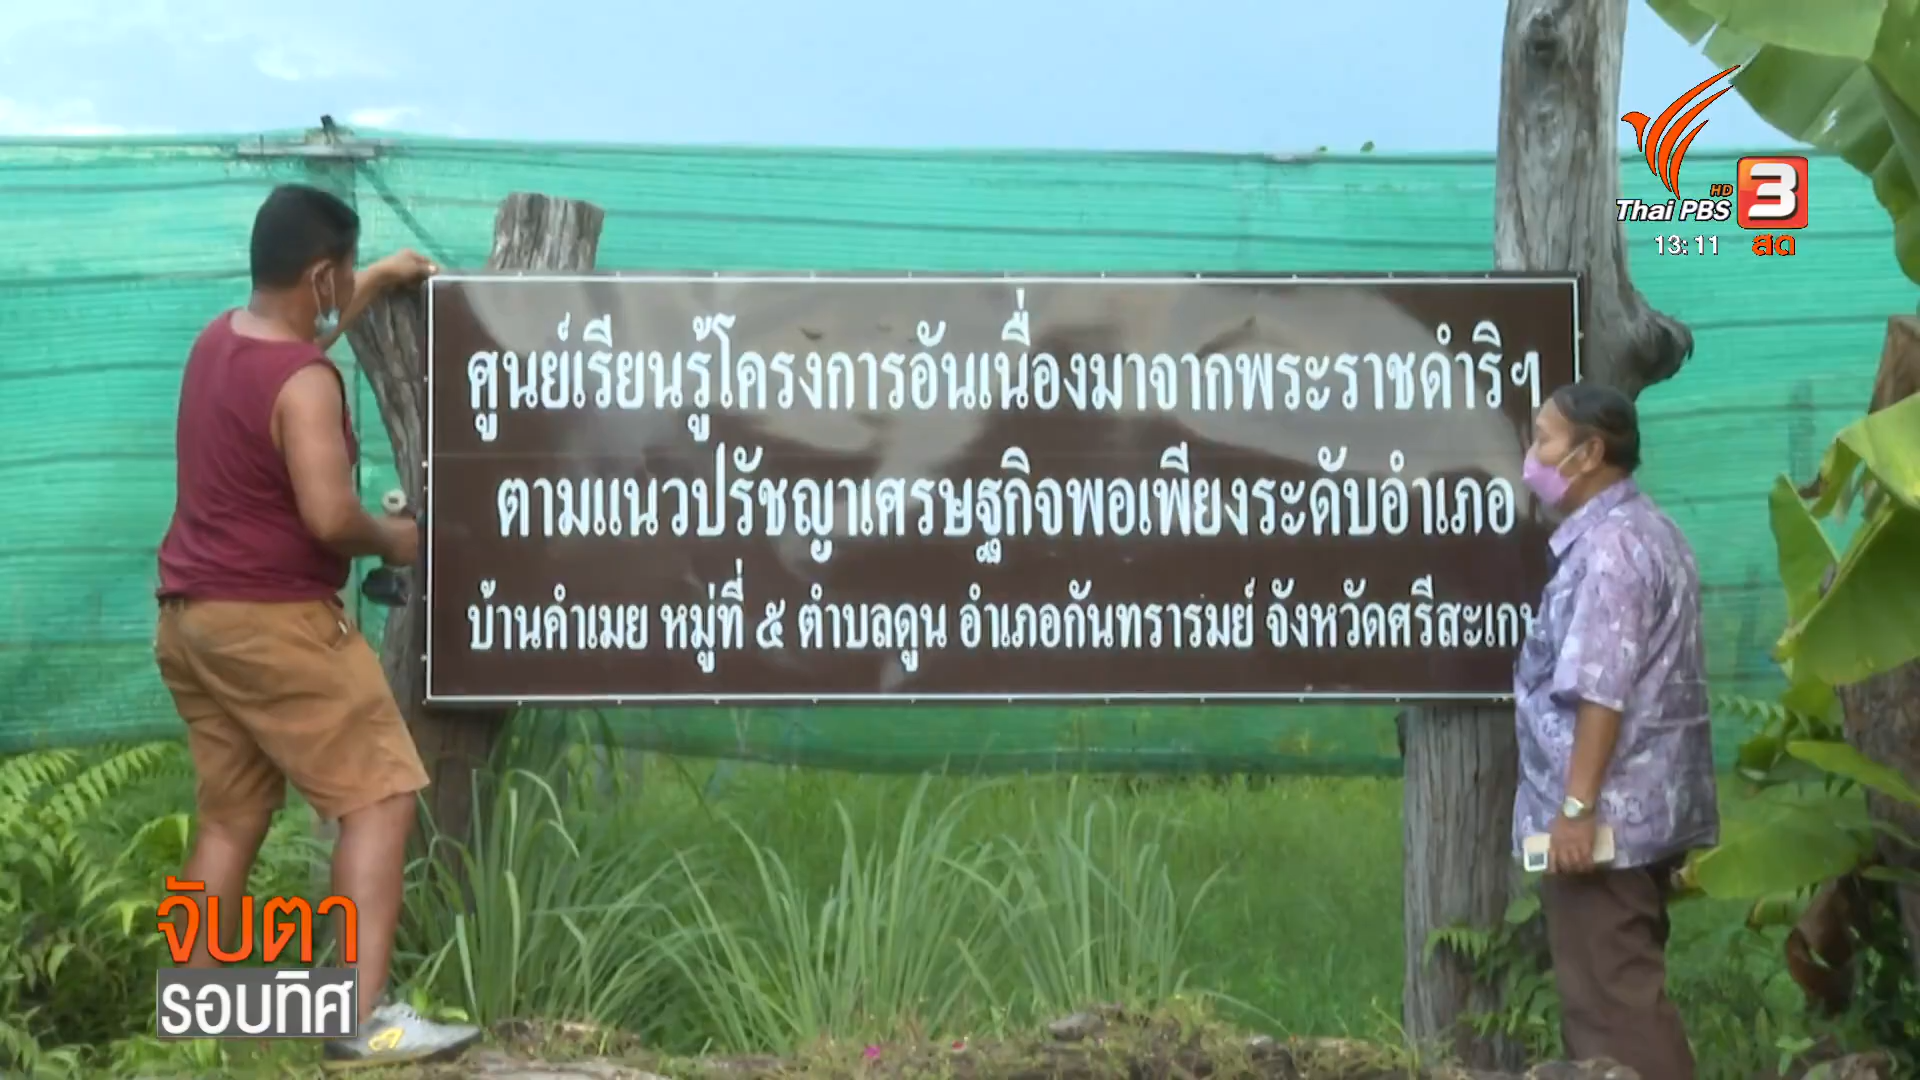 ศูนย์เรียนรู้โครงการอันเนื่องมาจากพระราชดำริฯ
ตามแนวปรัชญาเศรษฐกิจพอเพียงระดับอำเภอ
บ้านคำเมย หมู่ที่ ๕ ตำบลดูน อำเภอกันทรารมย์ จังหวัดศรีสะเกษ
HD
Thai PBS 3
13:11 สด
จับตา
รอบทิศ